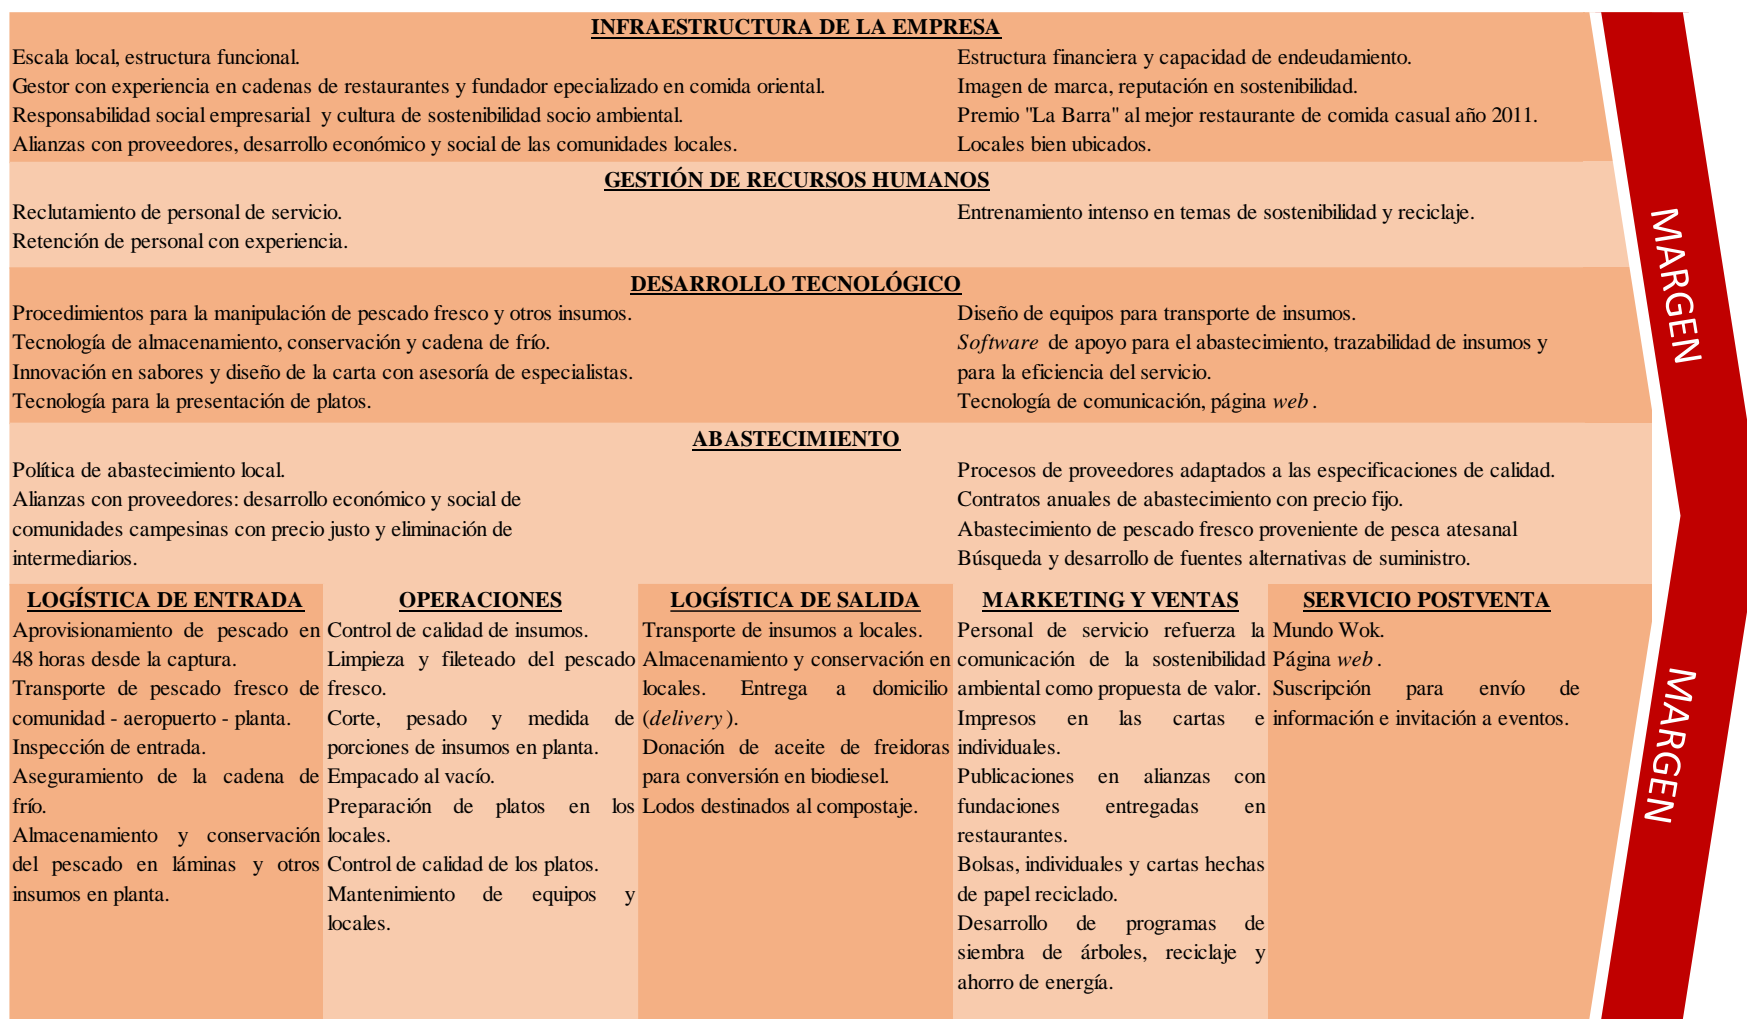 INFRAESTRUCTURA DE LA EMPRESA
Escala local, estructura funcional.
Gestor con experiencia en cadenas de restaurantes y fundador epecializado en comida oriental.
Responsabilidad social empresarial y cultura de sostenibilidad socio ambiental.
Alianzas con proveedores, desarrollo económico y social de las comunidades locales.
Estructura financiera y capacidad de endeudamiento.
Imagen de marca, reputación en sostenibilidad.
Premio "La Barra" al mejor restaurante de comida casual año 2011.
Locales bien ubicados.
GESTIÓN DE RECURSOS HUMANOS
Reclutamiento de personal de servicio.
Retención de personal con experiencia.
Entrenamiento intenso en temas de sostenibilidad y reciclaje.
DESARROLLO TECNOLÓGICO
Procedimientos para la manipulación de pescado fresco y otros insumos.
Tecnología de almacenamiento, conservación y cadena de frío.
Innovación en sabores y diseño de la carta con asesoría de especialistas.
Tecnología para la presentación de platos.
Diseño de equipos para transporte de insumos.
Software de apoyo para el abastecimiento, trazabilidad de insumos y
para la eficiencia del servicio.
Tecnología de comunicación, página web .
ABASTECIMIENTO
Política de abastecimiento local.
Alianzas con proveedores: desarrollo económico y social de
comunidades campesinas con precio justo y eliminación de
intermediarios.
Procesos de proveedores adaptados a las especificaciones de calidad.
Contratos anuales de abastecimiento con precio fijo.
Abastecimiento de pescado fresco proveniente de pesca atesanal
Búsqueda y desarrollo de fuentes alternativas de suministro.
LOGÍSTICA DE ENTRADA
Aprovisionamiento de pescado en
48 horas desde la captura.
Transporte de pescado fresco de
comunidad - aeropuerto - planta.
Inspección de entrada.
Aseguramiento de la cadena de
frío.
Almacenamiento y conservación
del pescado en láminas y otros
insumos en planta.
OPERACIONES
Control de calidad de insumos.
Limpieza y fileteado del pescado
fresco.
Corte, pesado y medida de
porciones de insumos en planta.
Empacado al vacío.
Preparación de platos en los
locales.
Control de calidad de los platos.
Mantenimiento de equipos y
locales.
LOGÍSTICA DE SALIDA
Transporte de insumos a locales.
Almacenamiento y conservación en
locales. Entrega a domicilio
(delivery ).
Donación de aceite de freidoras
para conversión en biodiesel.
Lodos destinados al compostaje.
MARKETING Y VENTAS
Personal de servicio refuerza la
comunicación de la sostenibilidad
ambiental como propuesta de valor.
Impresos en las cartas e
individuales.
Publicaciones en alianzas con
fundaciones entregadas en
restaurantes.
Bolsas, individuales y cartas hechas
de papel reciclado.
Desarrollo de programas de
siembra de árboles, reciclaje y
ahorro de energía.
SERVICIO POSTVENTA
Mundo Wok.
Página web .
Suscripción para envío de
información e invitación a eventos.
MARGEN
MARGEN